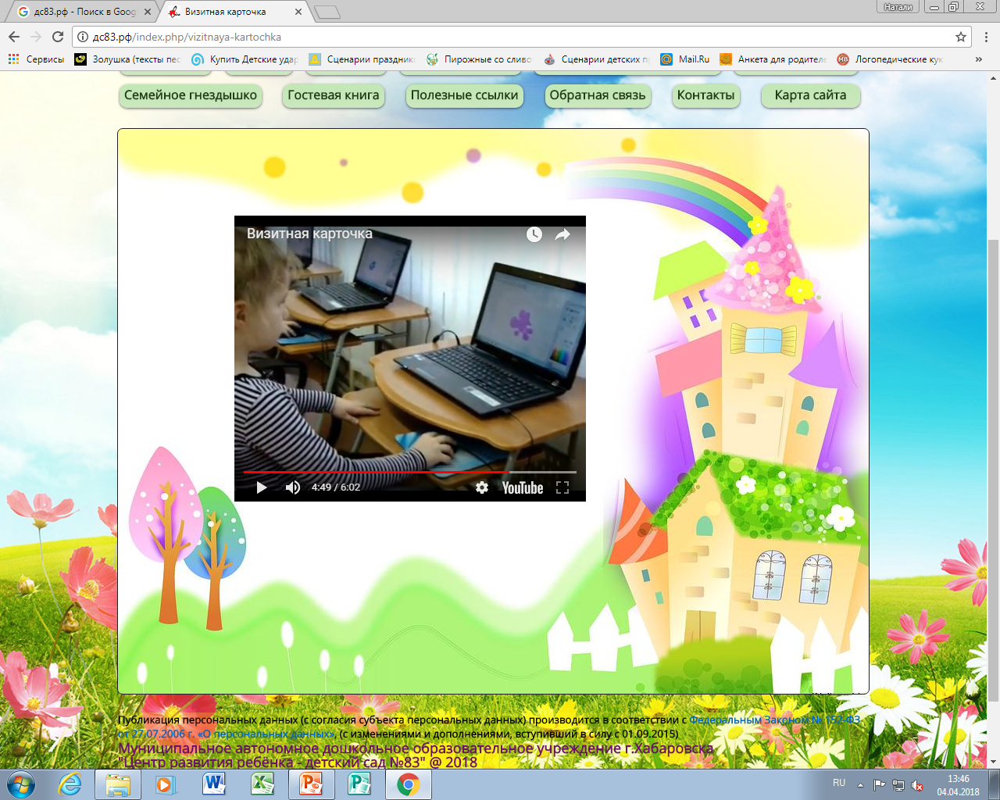 дс83.рф - Поиск в Goog
Визитная карточка
Натали
дс83.рф/index.php/vizitnaya-kartochka
Сервисы
Золушка (тексты пес
Купить Детские удар
Сценарии праздник
Пирожные со сливо
Сценарии детских п
Mail.Ru
Анкета для родителе
Логопедические кук
»
Семейное гнездышко
Гостевая книга
Полезные ссылки
Обратная связь
Контакты
Карта сайта
Визитная карточка
4:49 / 6:02
YouTube
Публикация персональных данных (с согласия субъекта персональных данных) производится в соответствии с Федеральным Законом № 152-ФЗ
от 27.07.2006 г. «О персональных данных», (с изменениями и дополнениями, вступивший в силу с 01.09.2015)
Муниципальное автономное дошкольное образовательное учреждение г.Хабаровска
"Центр развития ребёнка - детский сад №83" @ 2018
RU
13:46
04.04.2018